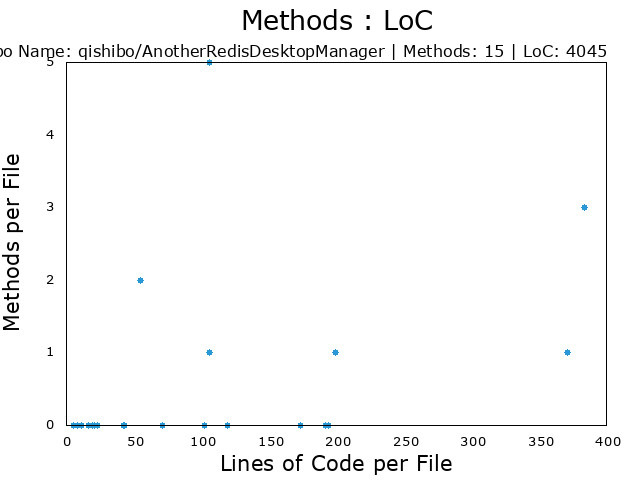 Methods : LoC
bo Name: qishibo/AnotherRedisDesktopManager | Methods: 15 | LoC: 4045
5
4
3
2
1
0
Methods per File
0 50 100 150 200 250 300 350 400
Lines of Code per File